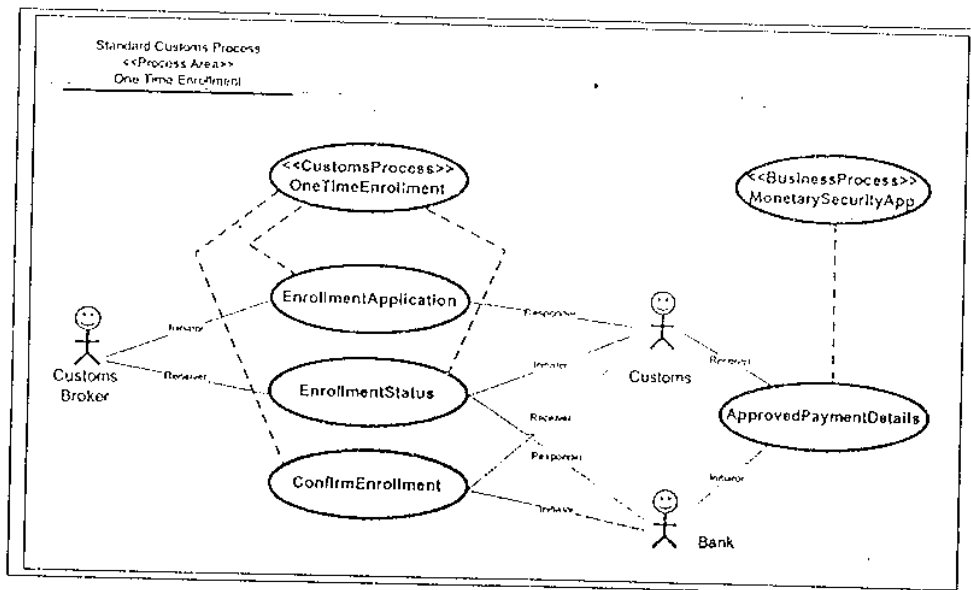 Standard Customs Process
<<Process Area>>
One Time Enrollment
<<CustomsProcess>>
OneTimeEnrollment
<<BusinessProcess>>
MonetarySecurityApp
EnrollmentApplication
Initiator
Responder
Customs
Broker
Receiver
EnrollmentStatus
Initiator
Customs
Receiver
ApprovedPaymentDetails
Receiver
Responder
ConfirmEnrollment
Initiator
Initiator
Bank